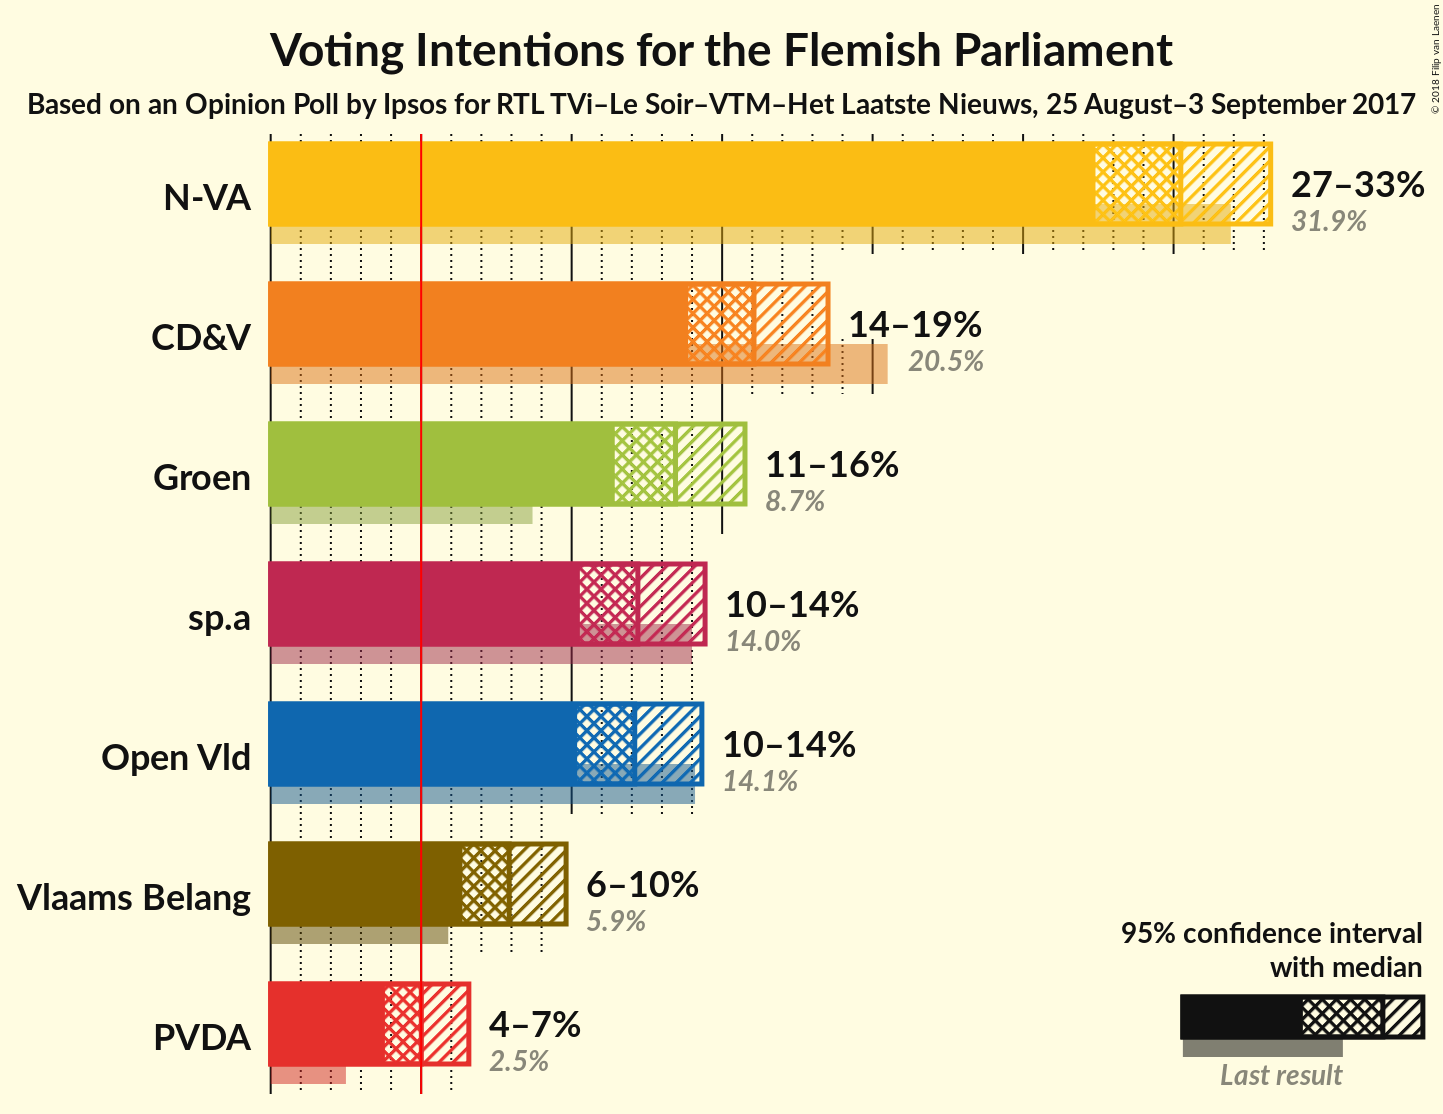 Voting Intentions for the Flemish Parliament
Based on an Opinion Poll by Ipsos for RTL TVi–Le Soir–VTM–Het Laatste Nieuws, 25 August–3 September 2017
© 2018 Filip van Laenen
N-VA
27–33%
31.9%
CD&V
14–19%
20.5%
Groen
11–16%
8.7%
sp.a
10–14%
14.0%
Open Vld
10–14%
14.1%
Vlaams Belang
6–10%
5.9%
PVDA
4–7%
2.5%
95% confidence interval
with median
Last result